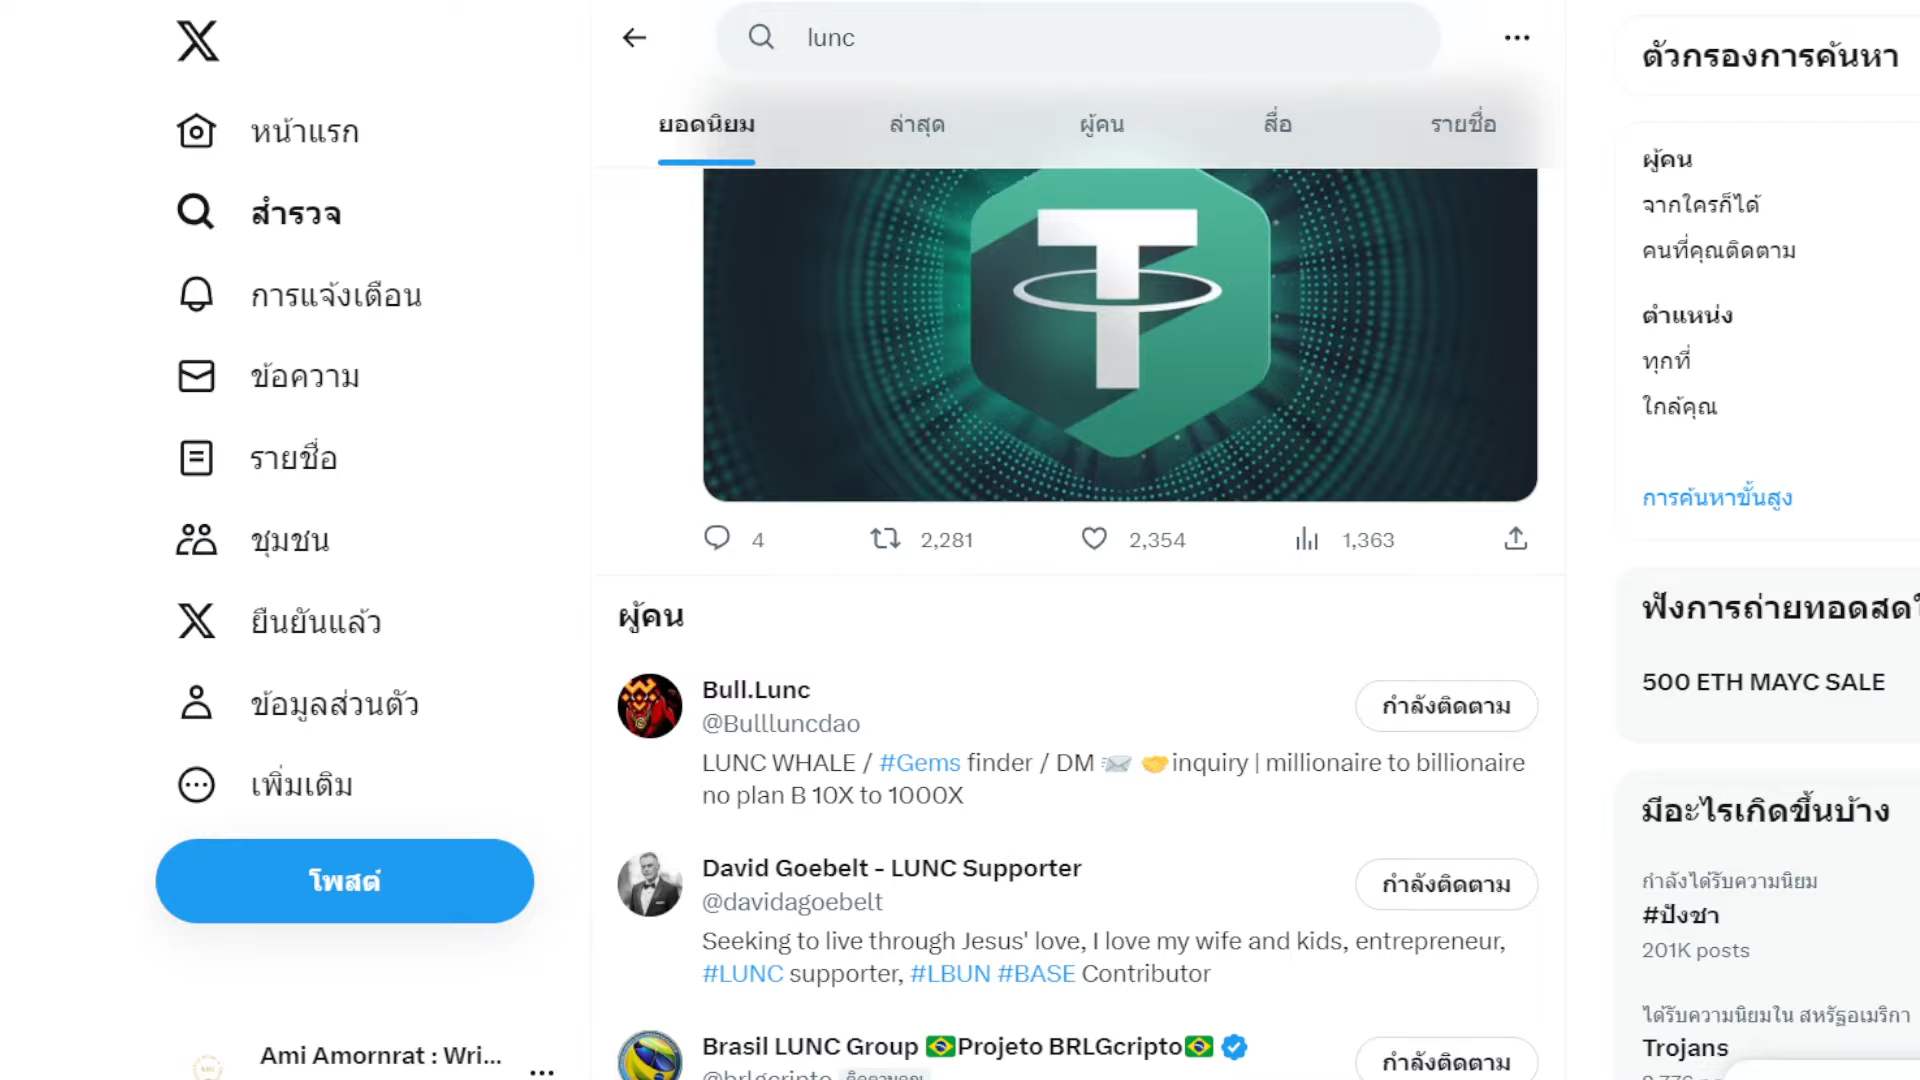 หน้าแรก
สำรวจ
การแจ้งเตือน
ข้อความ
รายชื่อ
ชุมชน
ยืนยันแล้ว
ข้อมูลส่วนตัว
เพิ่มเติม
โพสต์
Ami Amornrat : Wri...
lunc
ยอดนิยม ล่าสุด ผู้คน สื่อ รายชื่อ
4 2,281 2,354 1,363
ผู้คน
Bull.Lunc
@Bullluncdao
กำลังติดตาม
LUNC WHALE / #Gems finder / DM 📨 🤝inquiry | millionaire to billionaire
no plan B 10X to 1000X
David Goebelt - LUNC Supporter
@davidagoebelt
กำลังติดตาม
Seeking to live through Jesus' love, I love my wife and kids, entrepreneur,
#LUNC supporter, #LBUN #BASE Contributor
Brasil LUNC Group 🇧🇷Projeto BRLGcripto🇧🇷
@brlgcripto ติดตามคุณ
กำลังติดตาม
ตัวกรองการค้นหา
ผู้คน
จากใครก็ได้
คนที่คุณติดตาม
ตำแหน่ง
ทุกที่
ใกล้คุณ
การค้นหาขั้นสูง
ฟังการถ่ายทอดสด
500 ETH MAYC SALE
มีอะไรเกิดขึ้นบ้าง
กำลังได้รับความนิยม
#ปังชา
201K posts
ได้รับความนิยมใน สหรัฐอเมริกา
Trojans